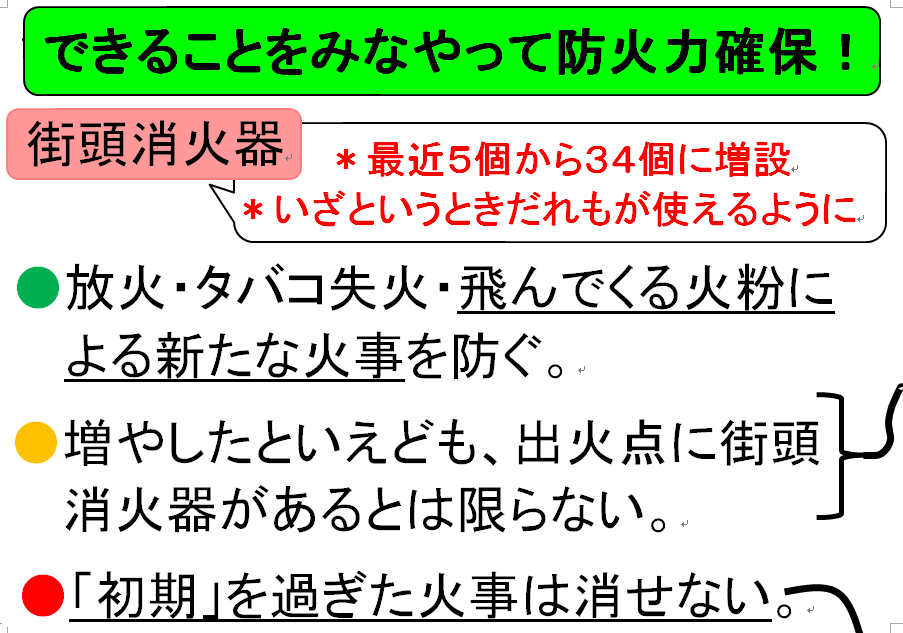 できることをみなやって防火力確保！
街頭消火器
＊最近５個から３４個に増設
＊いざというときだれもが使えるように
●放火・タバコ失火・飛んでくる火粉に
よる新たな火事を防ぐ。
●増やしたといえども、出火点に街頭
消火器があるとは限らない。
●「初期」を過ぎた火事は消せない。